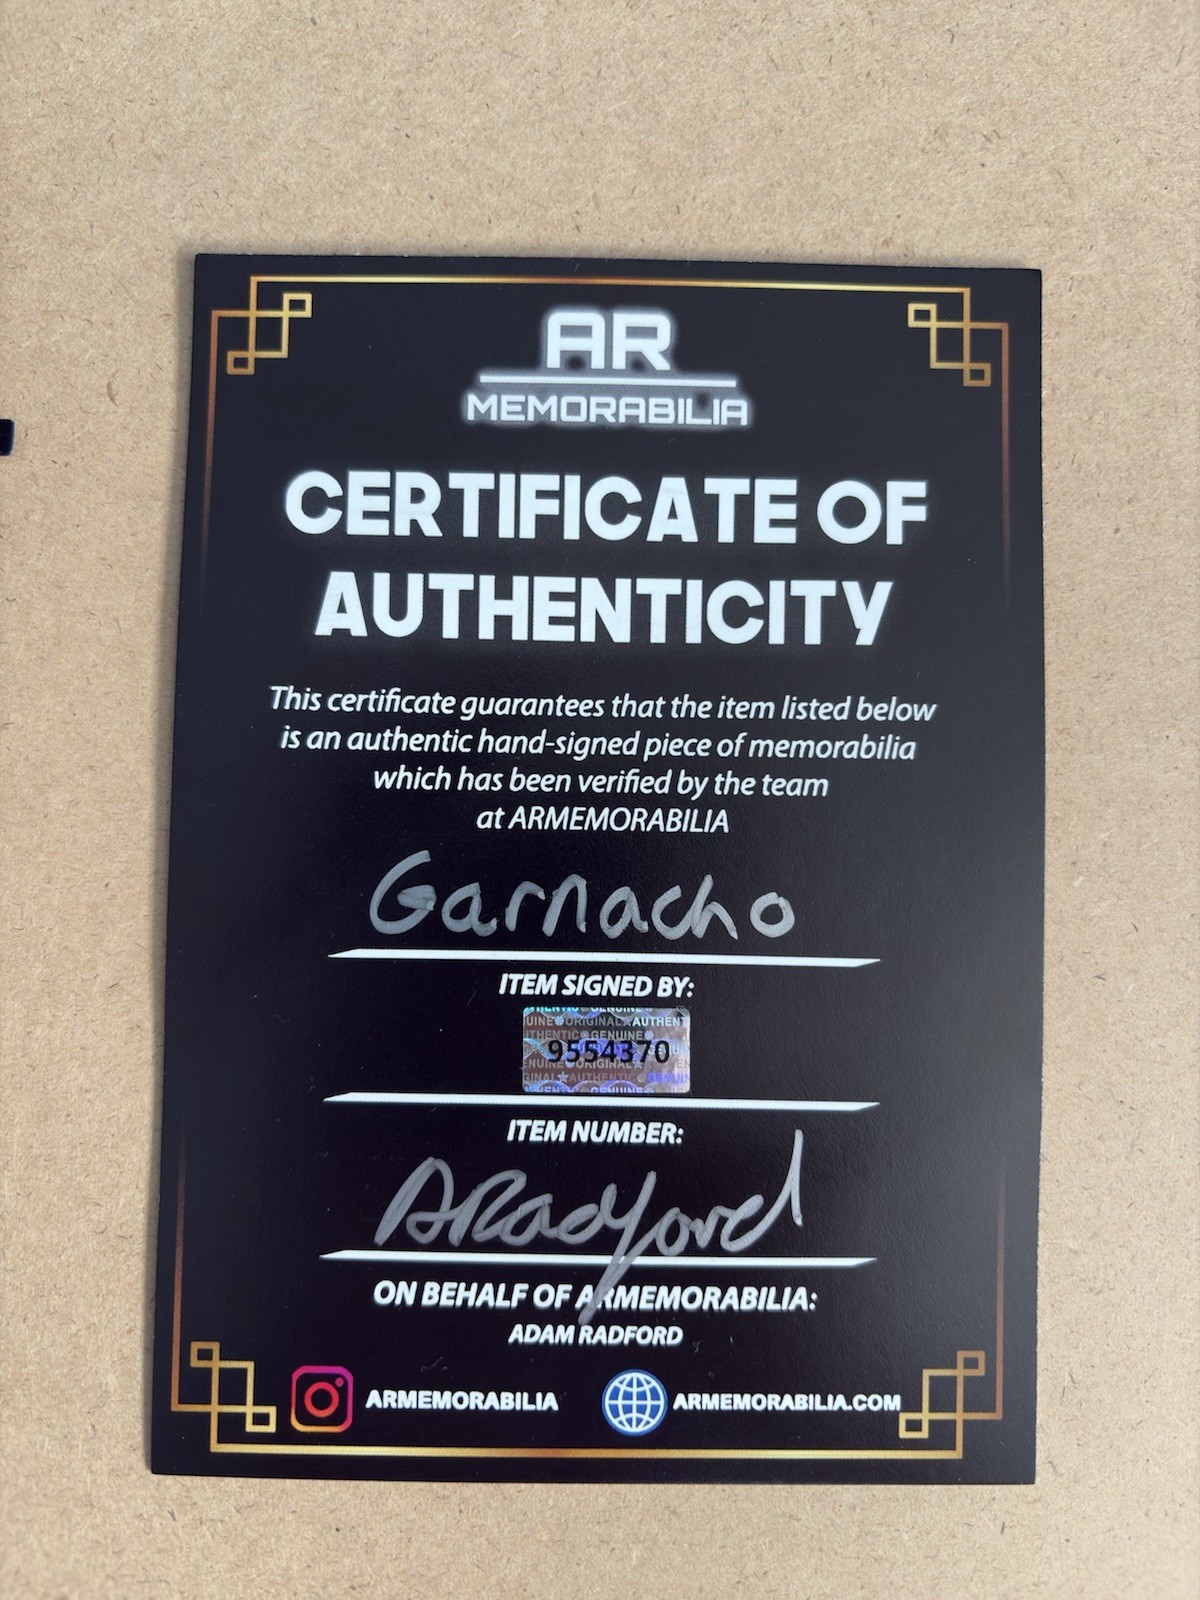 AR
MEMORABILIA
CERTIFICATE OF
AUTHENTICITY
This certificate guarantees that the item listed below
is an authentic hand-signed piece of memorabilia
which has been verified by the team
at ARMEMORABILIA
Garnacho
ITEM SIGNED BY:
9554370
ITEM NUMBER:
ARadford
ON BEHALF OF ARMEMORABILIA:
ADAM RADFORD
ARMEMORABILIA
ARMEMORABILIA.COM